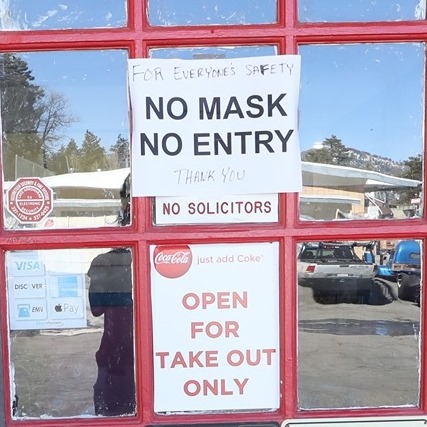 FOR EVERYONE'S SAFETY
NO MASK
NO ENTRY
THANK YOU
NO SOLICITORS
VISA
DISCOVER
EMV
Pay
Coca-Cola just add Coke
OPEN
FOR
TAKE OUT
ONLY